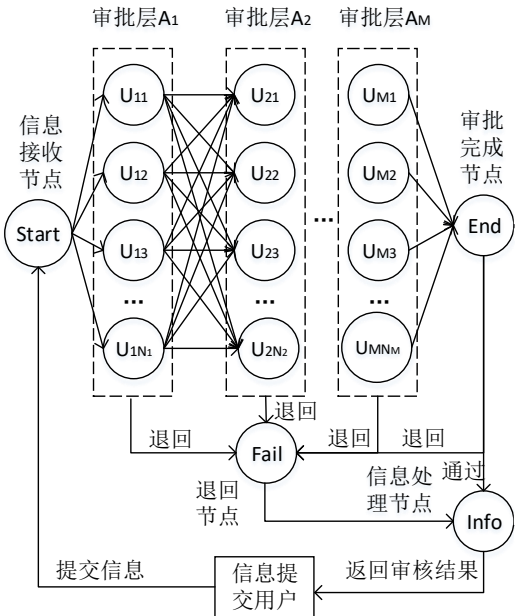 审批层A1
审批层A2
审批层AM
U11
U21
UM1
信息
接收
节点
审批
完成
节点
U12
U22
UM2
Start
...
End
U13
U23
UM3
...
...
...
U1N1
U2N2
UMNM
退回
退回
退回
退回
Fail
通过
退回
节点
信息处
理节点
Info
提交信息
信息提
交用户
返回审核结果